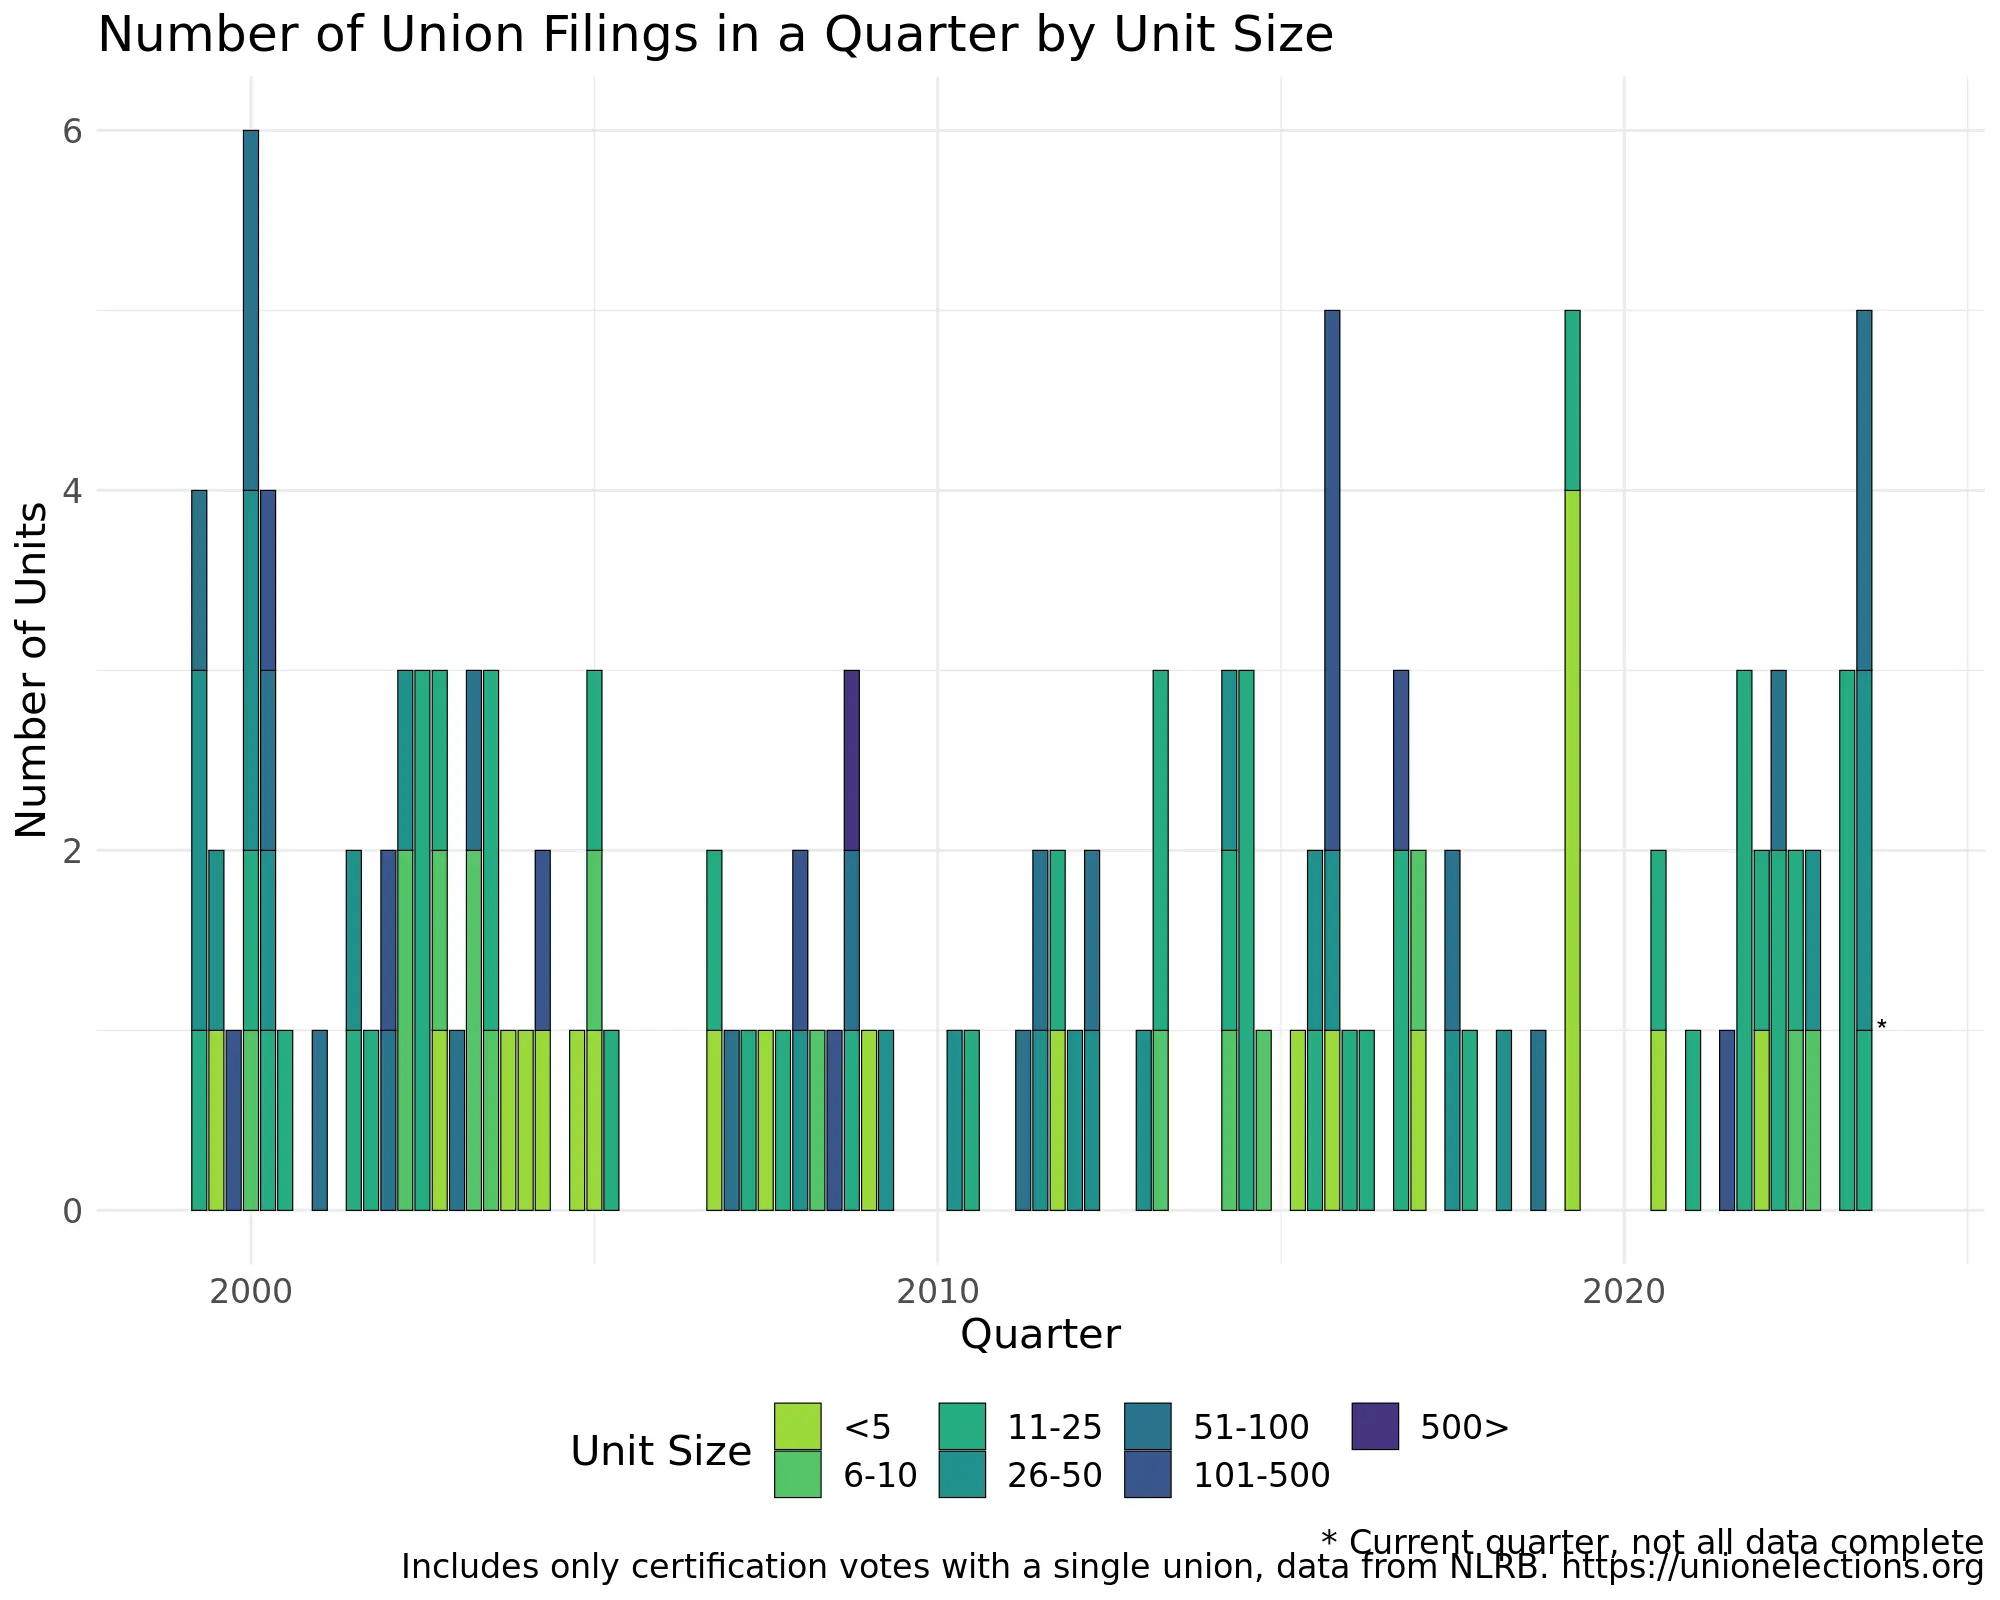 Number of Union Filings in a Quarter by Unit Size
Number of Units
6
4
2
0
*
2000 2010 2020
Quarter
Unit Size
<5 11-25 51-100 500>
6-10 26-50 101-500
* Current quarter, not all data complete
Includes only certification votes with a single union, data from NLRB. https://unionelections.org